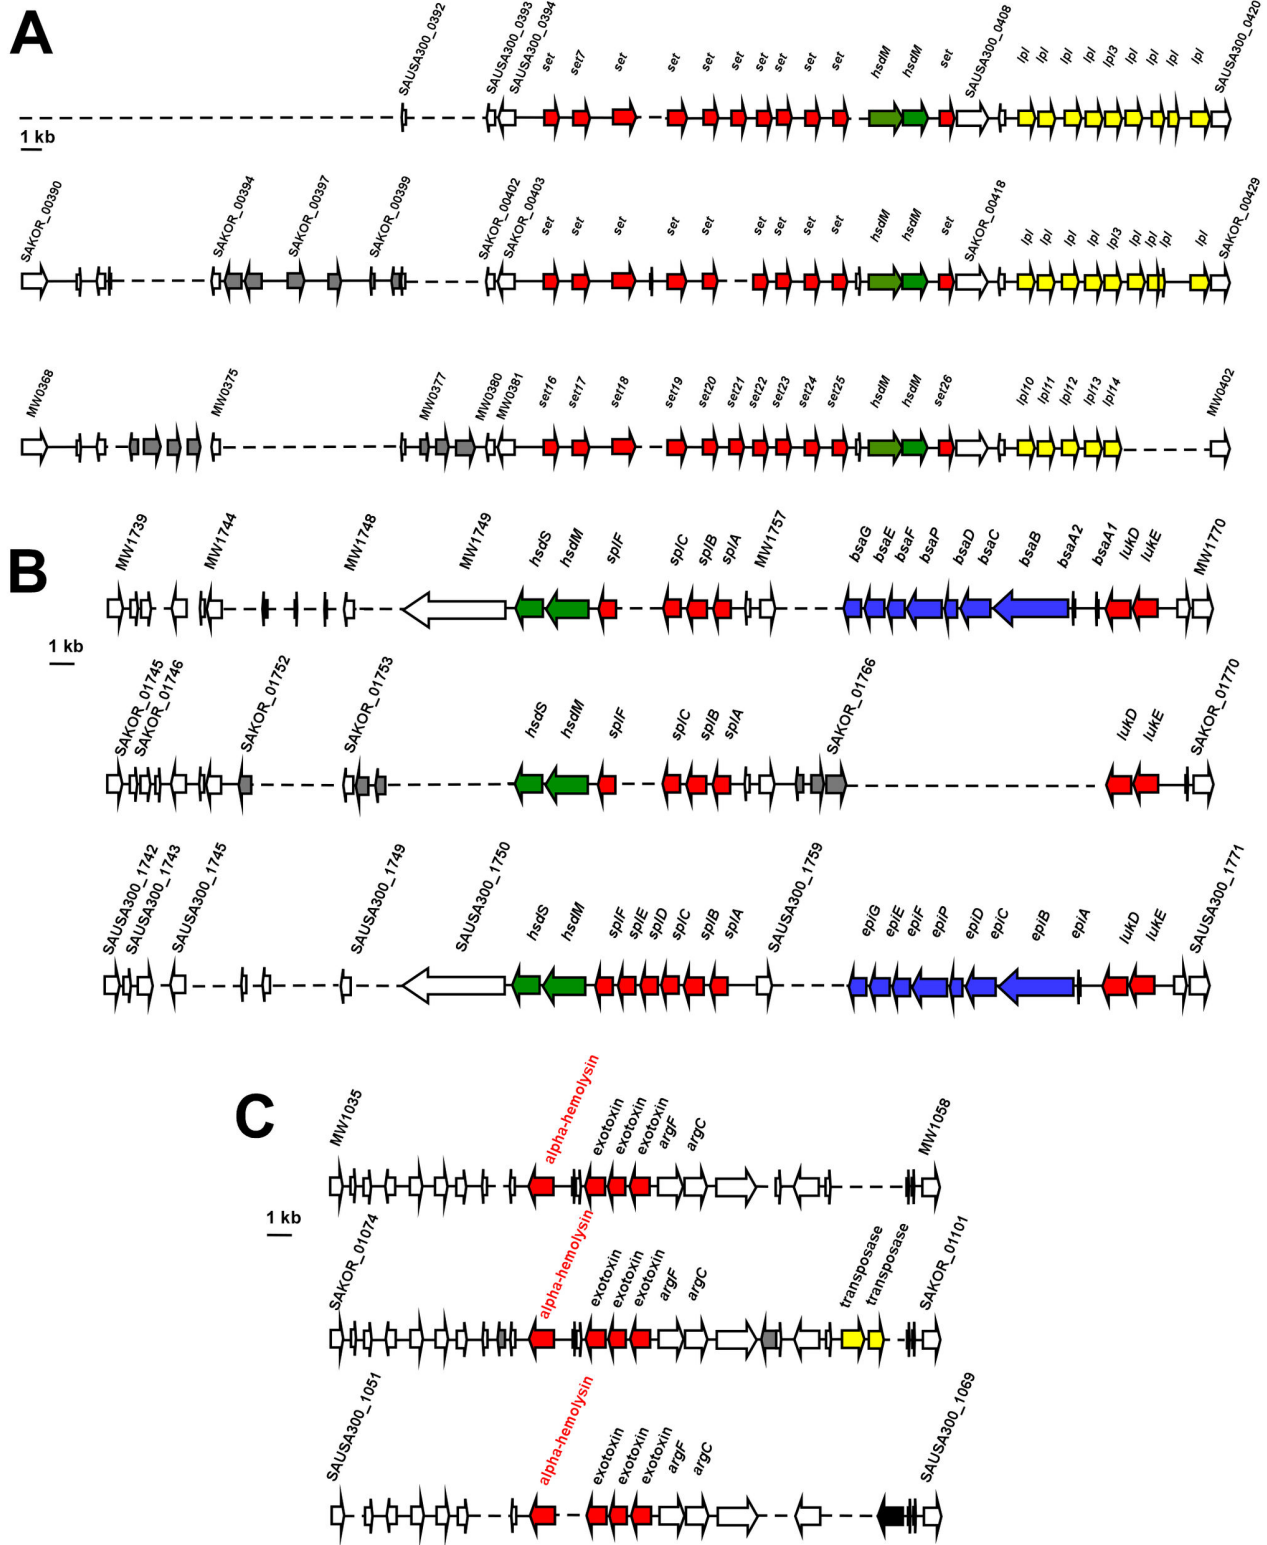 A
SAUSA300_0392 SAUSA300_0393 SAUSA300_0394 set set7 set set set set set set set set hsdM hsdM set SAUSA300_0408 lpl lpl lpl lpl lpl3 lpl lpl lpl lpl SAUSA300_0420
1 kb
SAKOR_00390 SAKOR_00394 SAKOR_00397 SAKOR_00399 SAKOR_00402 SAKOR_00403 set set set set set set set set set hsdM hsdM set SAKOR_00418 lpl lpl lpl lpl lpl3 lpl lpl lpl lpl SAKOR_00429
MW0368 MW0375 MW0377 MW0380 MW0381 set16 set17 set18 set19 set20 set21 set22 set23 set24 set25 hsdM hsdM set26 lpl10 lpl11 lpl12 lpl13 lpl14 MW0402
B
MW1739 MW1744 MW1748 MW1749 hsdS hsdM splF splC splB splA MW1757 bsaG bsaE bsaF bsaP bsaD bsaC bsaB bsaA2 bsaA1 lukD lukE MW1770
1 kb
SAKOR_01745 SAKOR_01746 SAKOR_01752 SAKOR_01753 hsdS hsdM splF splC splB splA SAKOR_01766 lukD lukE SAKOR_01770
SAUSA300_1742 SAUSA300_1743 SAUSA300_1745 SAUSA300_1749 SAUSA300_1750 hsdS hsdM splF splE splD splC splB splA SAUSA300_1759 epiG epiE epiF epiP epiD epiC epiB epiA lukD lukE SAUSA300_1771
C
MW1035 alpha-hemolysin exotoxin exotoxin exotoxin argF argC MW1058
1 kb
SAKOR_01074 alpha-hemolysin exotoxin exotoxin exotoxin argF argC transposase transposase SAKOR_01101
SAUSA300_1051 alpha-hemolysin exotoxin exotoxin exotoxin argF argC SAUSA300_1069